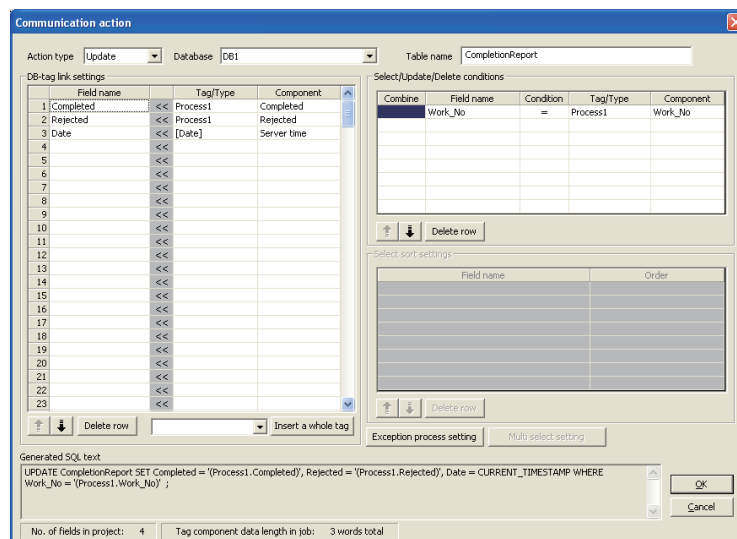 Communication action
Action type Update Database DB1 Table name CompletionReport
DB-tag link settings
Field name Tag/Type Component
1 Completed << Process1 Completed
2 Rejected << Process1 Rejected
3 Date << [Date] Server time
4 <<
5 <<
6 <<
7 <<
8 <<
9 <<
10 <<
11 <<
12 <<
13 <<
14 <<
15 <<
16 <<
17 <<
18 <<
19 <<
20 <<
21 <<
22 <<
23 <<
Delete row Insert a whole tag
Select/Update/Delete conditions
Combine Field name Condition Tag/Type Component
Work_No = Process1 Work_No
Delete row
Select sort settings
Field name Order
Delete row
Exception process setting Multi select setting
Generated SQL text
UPDATE CompletionReport SET Completed = '(Process1.Completed)', Rejected = '(Process1.Rejected)', Date = CURRENT_TIMESTAMP WHERE
Work_No = '(Process1.Work_No)' ;
OK
Cancel
No. of fields in project: 4 Tag component data length in job: 3 words total